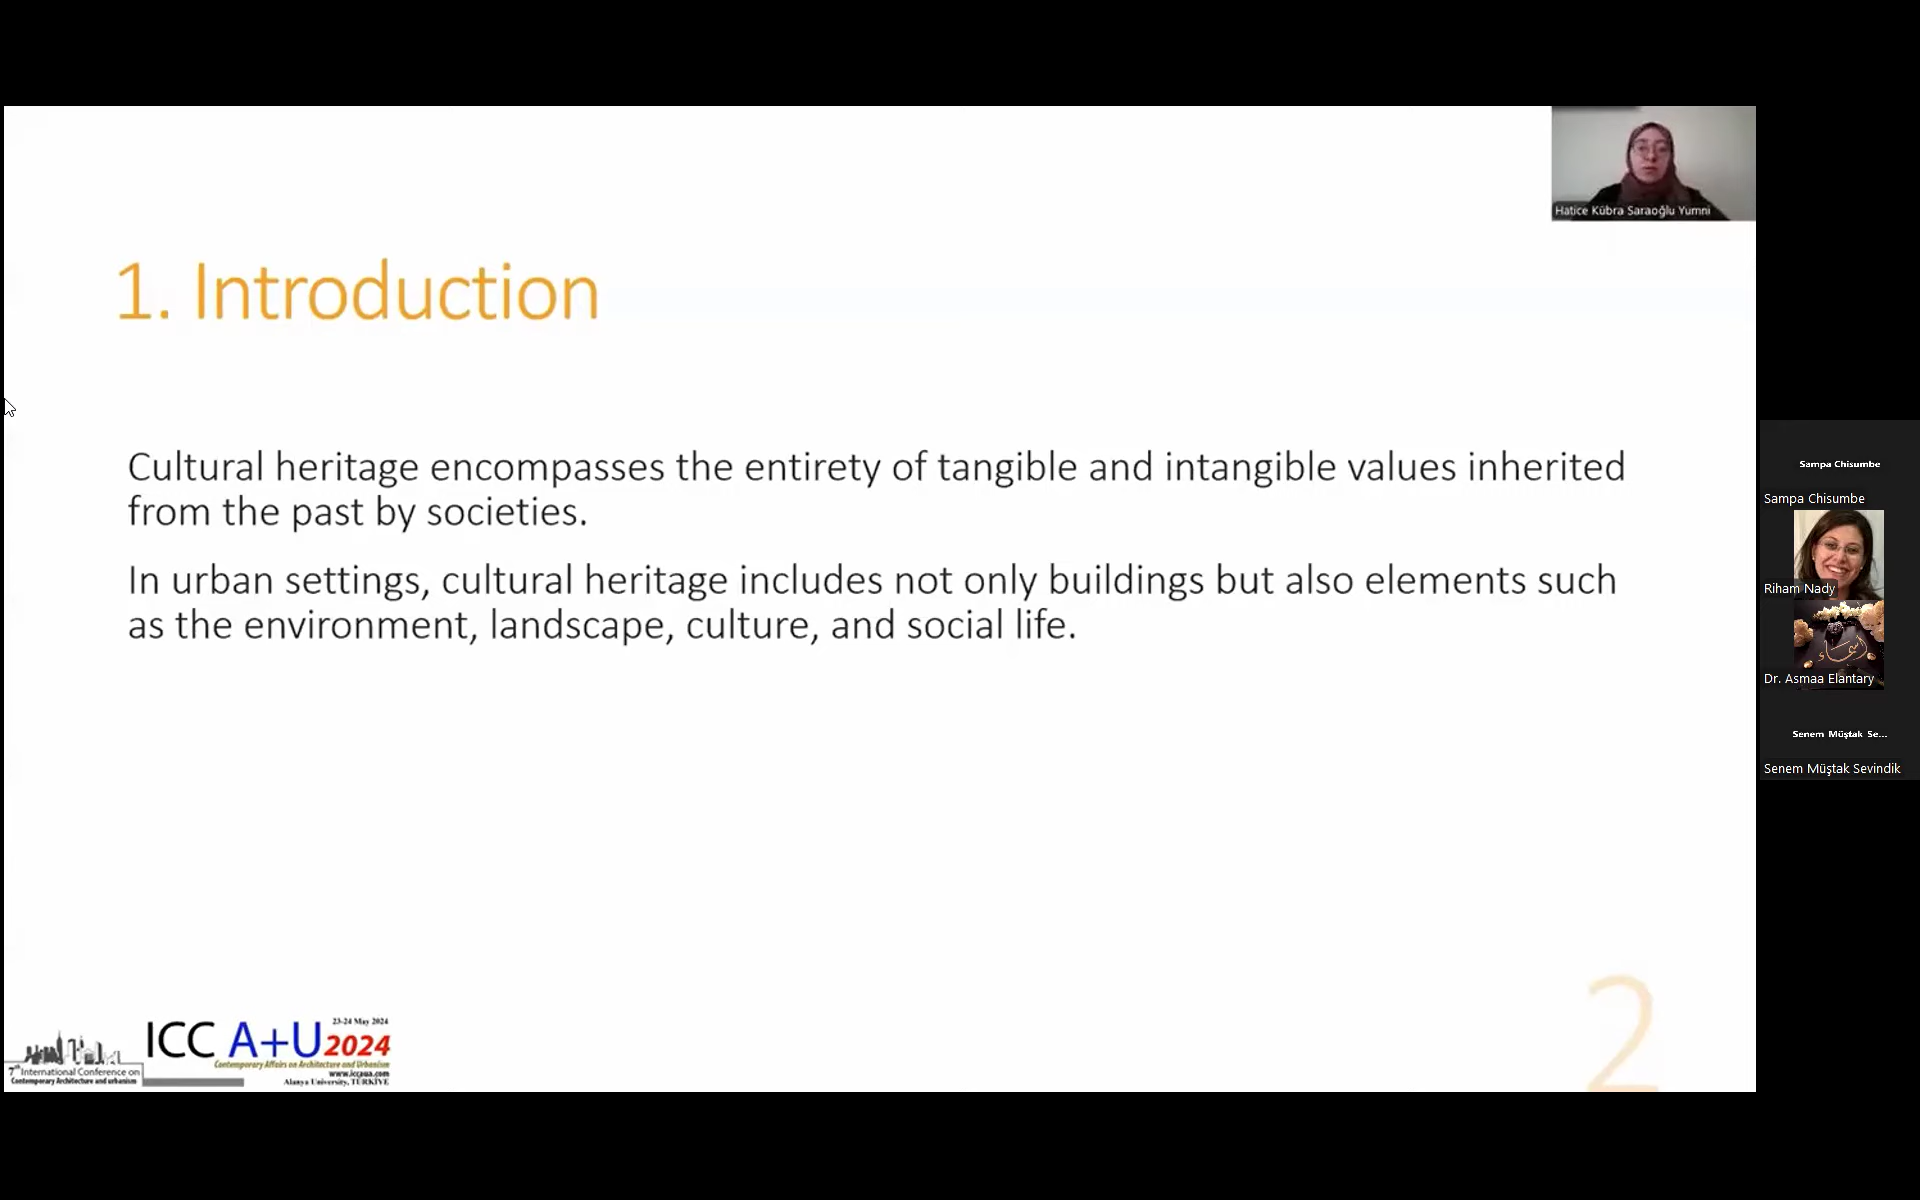 Hatice Kübra Saraoğlu Yumni
1. Introduction
Cultural heritage encompasses the entirety of tangible and intangible values inherited
from the past by societies.
In urban settings, cultural heritage includes not only buildings but also elements such
as the environment, landscape, culture, and social life.
Sampa Chisumbe
Sampa Chisumbe
Riham Nady
أسماء
Dr. Asmaa Elantary
Senem Müştak Se...
Senem Müştak Sevindik
23-24 May 2024
ICC A+U 2024
Contemporary Affairs on Architecture and Urbanism
www.iccaua.com
Alanya University, TÜRKİYE
7th International Conference on
Contemporary Architecture and urbanism
2